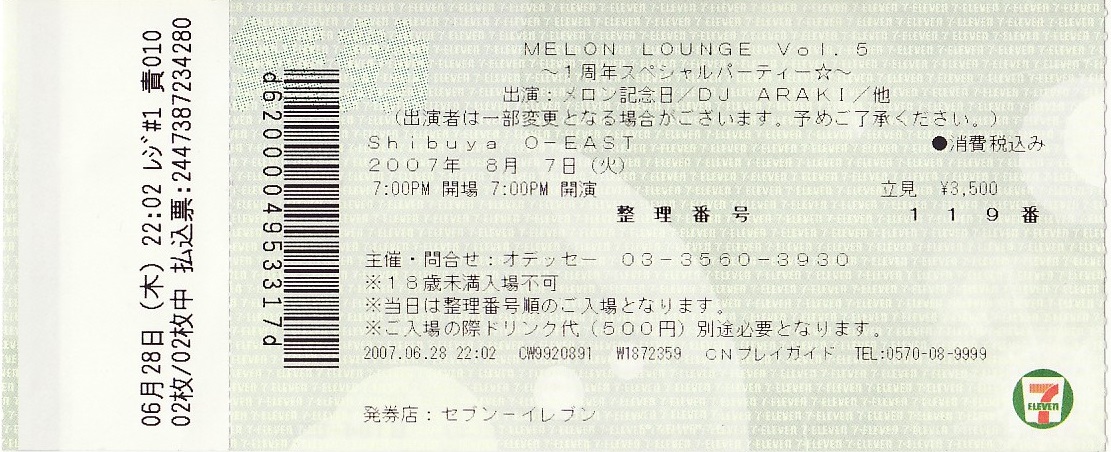 06月28日 (木) 22:02 レジ#1 責010
02枚/02枚中 払込票:2447387234280
d620000495331​7d
MELON LOUNGE Vol.5
～1周年スペシャルパーティー☆～
出演:メロン記念日/DJ ARAKI/他
(出演者は一部変更となる場合がございます。予めご了承ください。)
Shibuya O-EAST ●消費税込み
2007年 8月 7日 (火)
7:00PM 開場 7:00PM 開演 立見 ¥3,500
整理番号 119番
主催・問合せ:オデッセー 03-3560-3930
※18歳未満入場不可
※当日は整理番号順のご入場となります。
※ご入場の際ドリンク代(500円)別途必要となります。
2007.06.28 22:02 CW9920891 W1872359 CNプレイガイド TEL:0570-08-9999
発券店:セブン-イレブン
7 ELEVEN